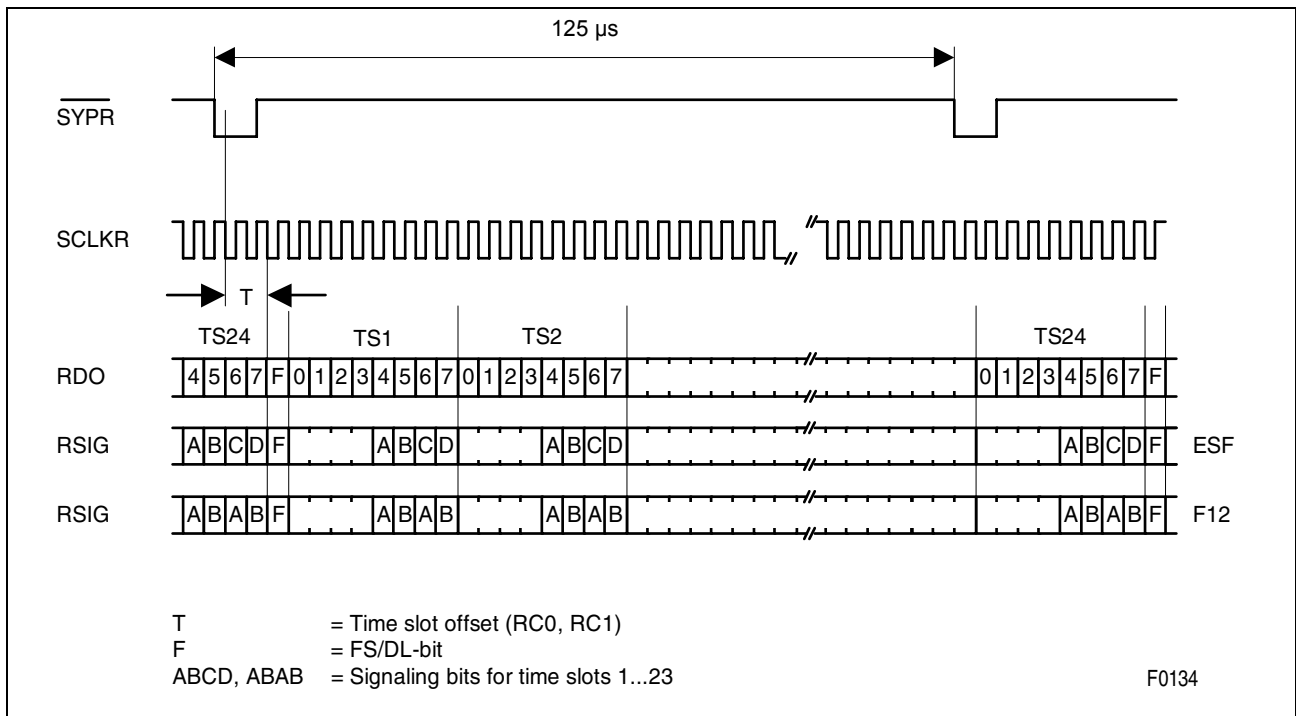 125 µs
SYPR
SCLKR
T
TS24 TS1 TS2 TS24
RDO 4 5 6 7 F 0 1 2 3 4 5 6 7 0 1 2 3 4 5 6 7 0 1 2 3 4 5 6 7 F
RSIG A B C D F A B C D A B C D A B C D F ESF
RSIG A B A B F A B A B A B A B A B A B F F12
T = Time slot offset (RC0, RC1)
F = FS/DL-bit
ABCD, ABAB = Signaling bits for time slots 1...23
F0134